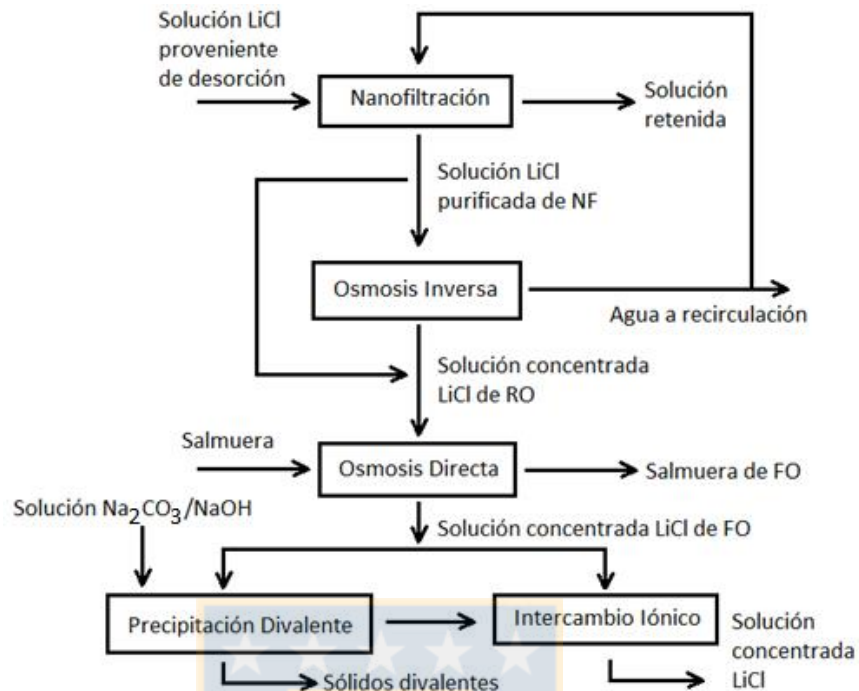 Solución LiCl
proveniente
de desorción
Nanofiltración
Solución
retenida
Solución LiCl
purificada de NF
Osmosis Inversa
Agua a recirculación
Solución concentrada
LiCl de RO
Salmuera
Osmosis Directa
Salmuera de FO
Solución Na₂CO₃/NaOH
Solución concentrada LiCl de FO
Precipitación Divalente
Intercambio Iónico
Solución
concentrada
LiCl
Sólidos divalentes